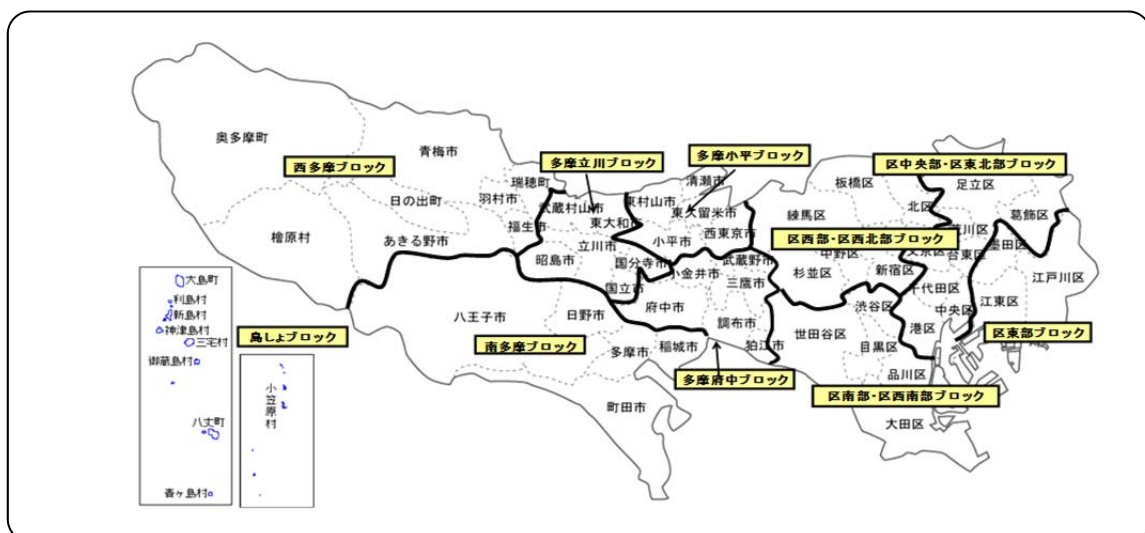 奥多摩町
青梅市
西多摩ブロック
瑞穂町
羽村市
日の出町
福生市
檜原村
あきる野市
多摩立川ブロック
武蔵村山市
東大和市
立川市
昭島市
国分寺市
国立市
多摩小平ブロック
清瀬市
東村山市
東久留米市
小平市
西東京市
区中央部・区東北部ブロック
足立区
板橋区
北区
葛飾区
練馬区
荒川区
墨田区
区西部・区西北部ブロック
文京区
台東区
中野区
杉並区
新宿区
千代田区
江戸川区
武蔵野市
小金井市
三鷹市
府中市
調布市
狛江市
渋谷区
中央区
江東区
港区
世田谷区
目黒区
品川区
大田区
区東部ブロック
区南部・区西南部ブロック
多摩府中ブロック
八王子市
日野市
南多摩ブロック
多摩市
稲城市
町田市
島しょブロック
大島町
利島村
新島村
神津島村
三宅村
御蔵島村
八丈町
青ヶ島村
小笠原村